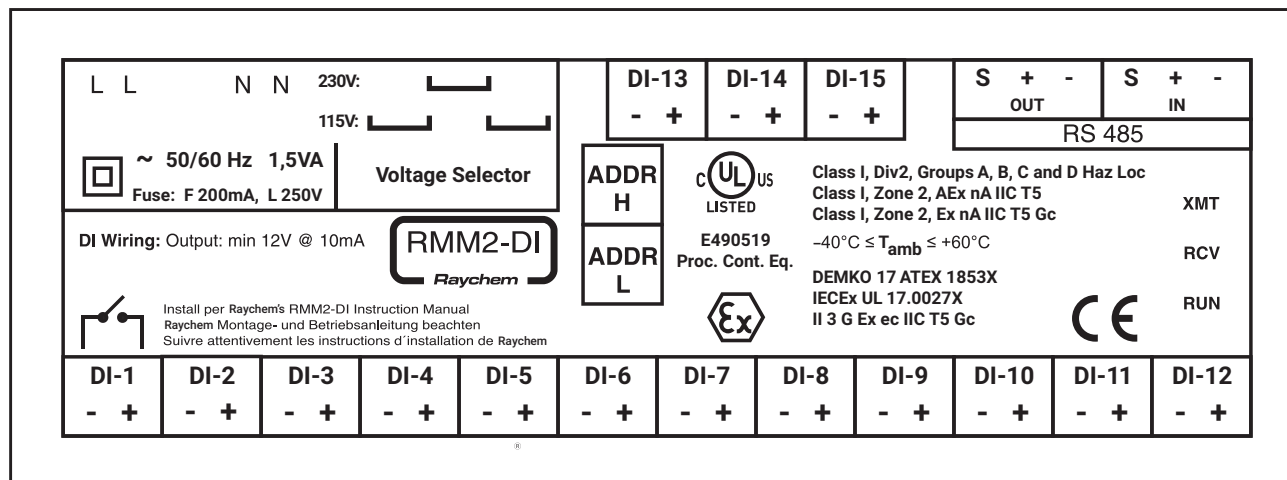 L L N N 230V:
115V:
~ 50/60 Hz 1,5VA
Fuse: F 200mA, L 250V
Voltage Selector
DI-13 DI-14 DI-15
- + - + - +
S + - S + -
OUT IN
RS 485
ADDR
H
ADDR
L
C UL US
LISTED
E490519
Proc. Cont. Eq.
Ex
Class I, Div2, Groups A, B, C and D Haz Loc
Class I, Zone 2, AEx nA IIC T5
Class I, Zone 2, Ex nA IIC T5 Gc
–40°C ≤ Tamb ≤ +60°C
DEMKO 17 ATEX 1853X
IECEx UL 17.0027X
II 3 G Ex ec IIC T5 Gc
CE
XMT
RCV
RUN
DI Wiring: Output: min 12V @ 10mA
RMM2-DI
Raychem
Install per Raychem's RMM2-DI Instruction Manual
Raychem Montage- und Betriebsanleitung beachten
Suivre attentivement les instructions d´installation de Raychem
DI-1 DI-2 DI-3 DI-4 DI-5 DI-6 DI-7 DI-8 DI-9 DI-10 DI-11 DI-12
- + - + - + - + - + - + - + - + - + - + - + - +
®